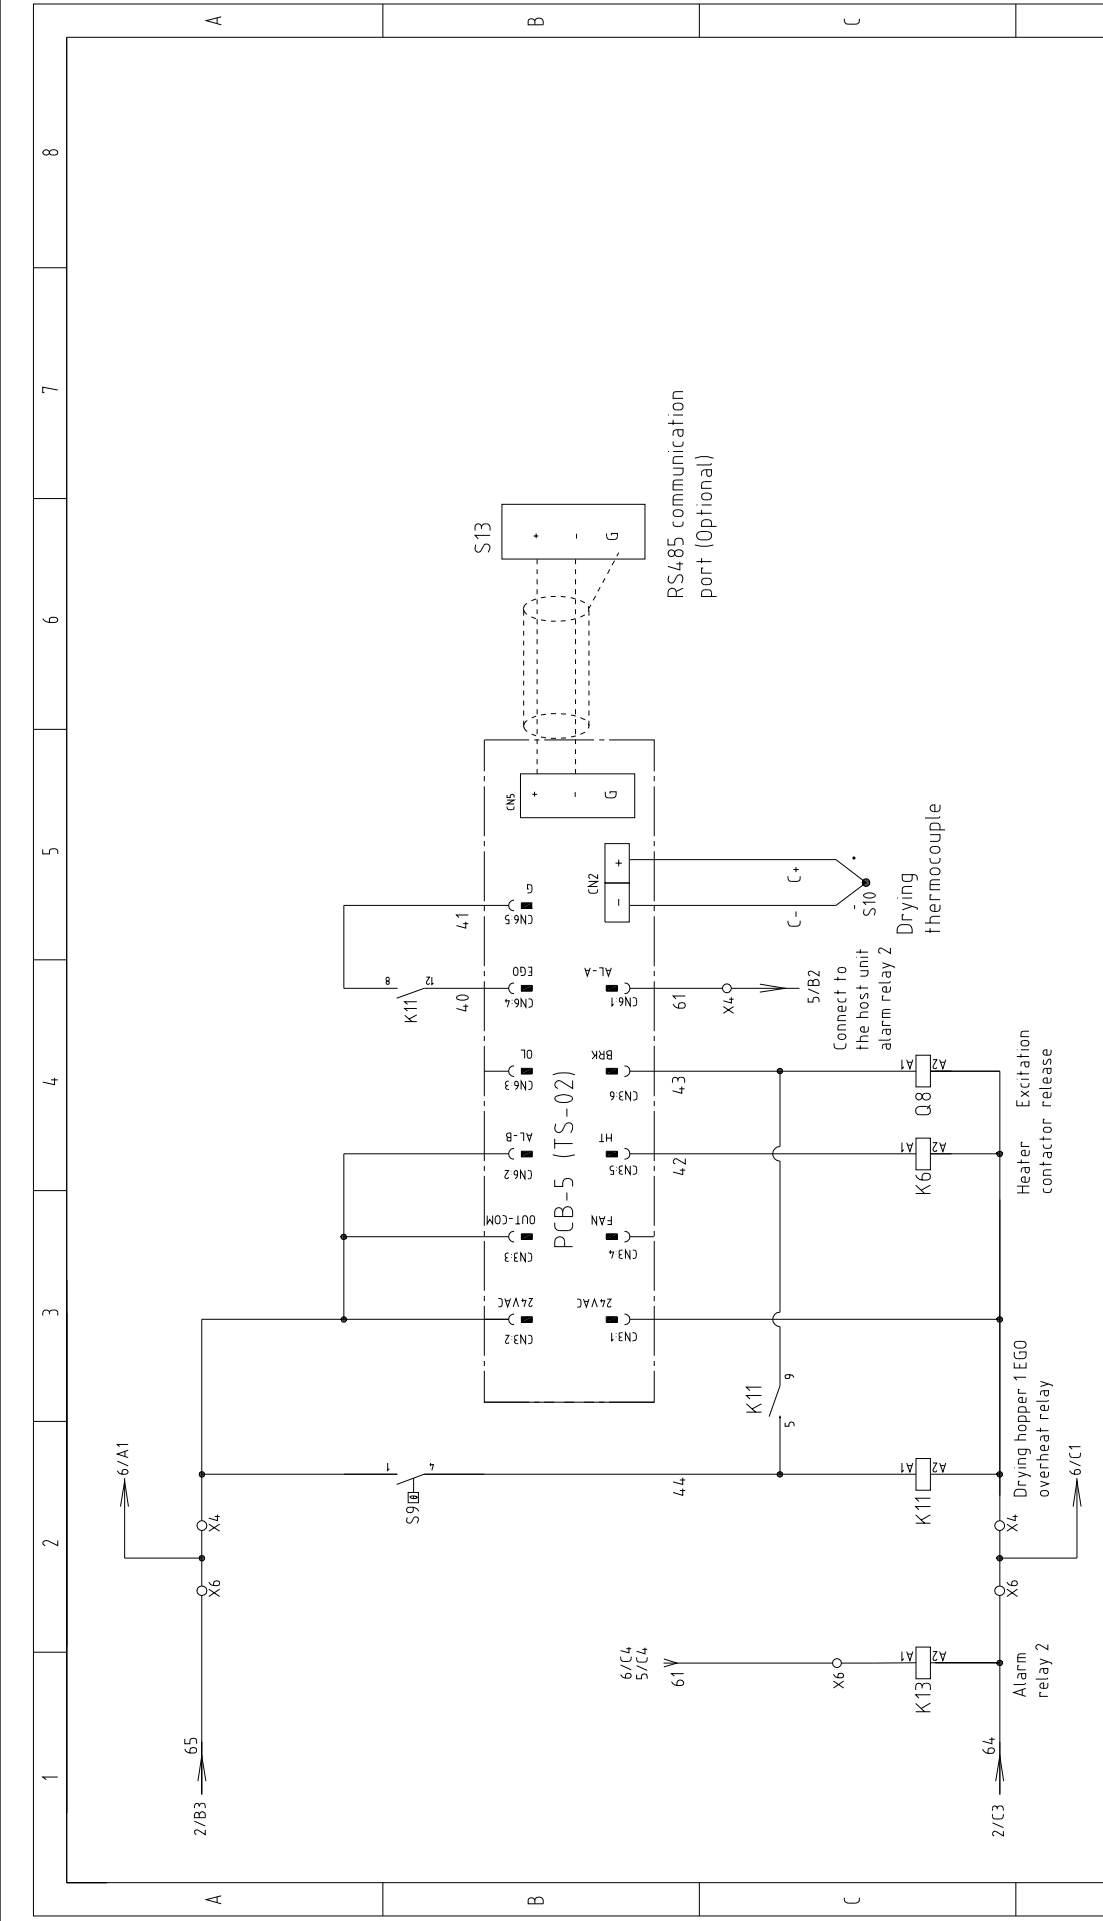 A
B
C
8
7
6
5
4
3
2
1
A
B
C
S13
+
-
G
RS485 communication
port (Optional)
CN5
+
-
G
CN2
-
+
C+
C-
-
S10
Drying
thermocouple
41
G
CN6:5
8
12
K11
40
EGO
CN6:4
AL-A
CN6:1
61
X4
5/B2
Connect to
the host unit
alarm relay 2
OL
CN6:3
BRK
CN3:6
43
A1
A2
Q8
Excitation
release
AL-B
CN6:2
HT
CN3:5
42
A1
A2
K6
Heater
contactor
PCB-5 (TS-02)
OUT-COM
CN3:3
FAN
CN3:4
24VAC
CN3:2
24VAC
CN3:1
K11
5
9
6/A1
X4
X6
1
4
S9
θ
44
A1
A2
K11
Drying hopper 1 EGO
overheat relay
X4
X6
6/C1
6/C4
5/C4
61
X6
A1
A2
K13
Alarm
relay 2
65
2/B3
64
2/C3